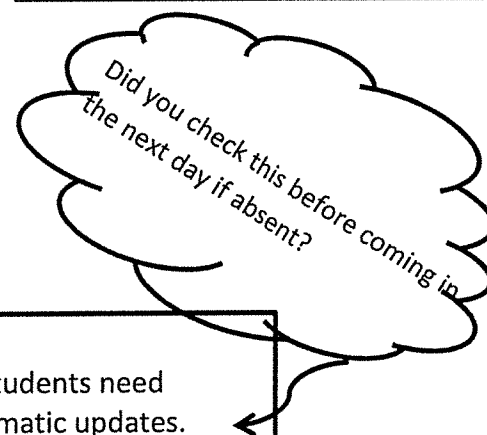 Did you check this before coming in
the next day if absent?
tudents need
matic updates.